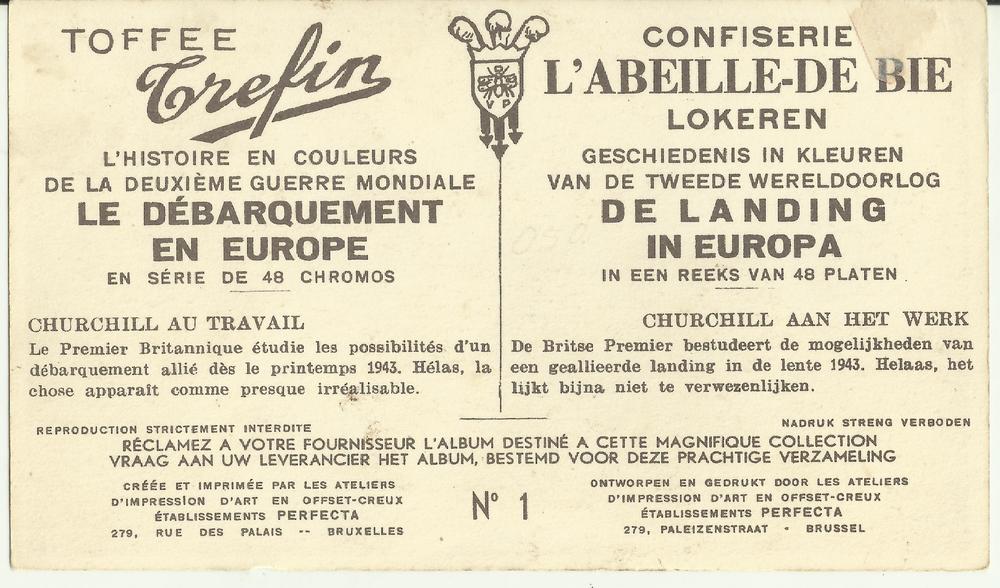 TOFFEE
Trefin
L'HISTOIRE EN COULEURS
DE LA DEUXIÈME GUERRE MONDIALE
LE DÉBARQUEMENT
EN EUROPE
EN SÉRIE DE 48 CHROMOS
CHURCHILL AU TRAVAIL
Le Premier Britannique étudie les possibilités d'un
débarquement allié dès le printemps 1943. Hélas, la
chose apparaît comme presque irréalisable.
CONFISERIE
L'ABEILLE-DE BIE
LOKEREN
GESCHIEDENIS IN KLEUREN
VAN DE TWEEDE WERELDOORLOG
DE LANDING
IN EUROPA
IN EEN REEKS VAN 48 PLATEN
CHURCHILL AAN HET WERK
De Britse Premier bestudeert de mogelijkheden van
een geallieerde landing in de lente 1943. Helaas, het
lijkt bijna niet te verwezenlijken.
REPRODUCTION STRICTEMENT INTERDITE
NADRUK STRENG VERBODEN
RÉCLAMEZ A VOTRE FOURNISSEUR L'ALBUM DESTINÉ A CETTE MAGNIFIQUE COLLECTION
VRAAG AAN UW LEVERANCIER HET ALBUM, BESTEMD VOOR DEZE PRACHTIGE VERZAMELING
CRÉÉE ET IMPRIMÉE PAR LES ATELIERS
D'IMPRESSION D'ART EN OFFSET-CREUX
ÉTABLISSEMENTS PERFECTA
279, RUE DES PALAIS -- BRUXELLES
N° 1
ONTWORPEN EN GEDRUKT DOOR LES ATELIERS
D'IMPRESSION D'ART EN OFFSET-CREUX
ÉTABLISSEMENTS PERFECTA
279, PALEIZENSTRAAT - BRUSSEL